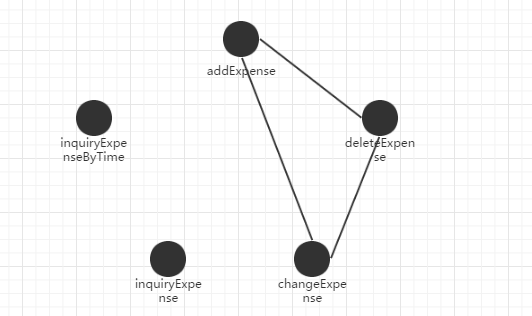 addExpense
inquiryExpe
nseByTime
deleteExpen
se
inquiryExpe
nse
changeExpe
nse